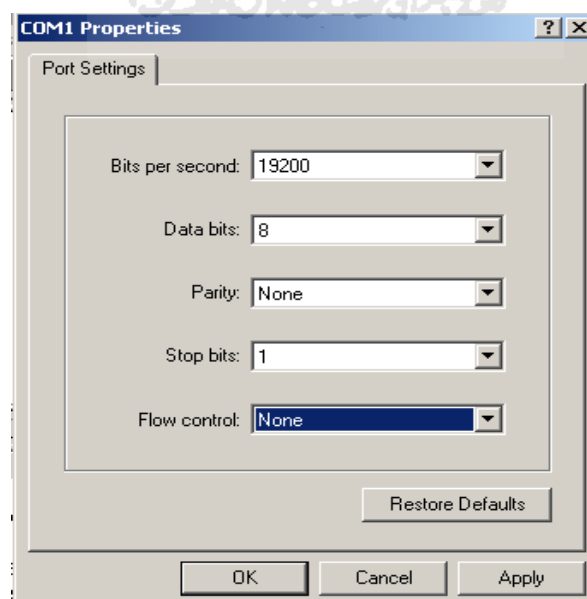 COM1 Properties
Port Settings
Bits per second: 19200
Data bits: 8
Parity: None
Stop bits: 1
Flow control: None
Restore Defaults
OK Cancel Apply